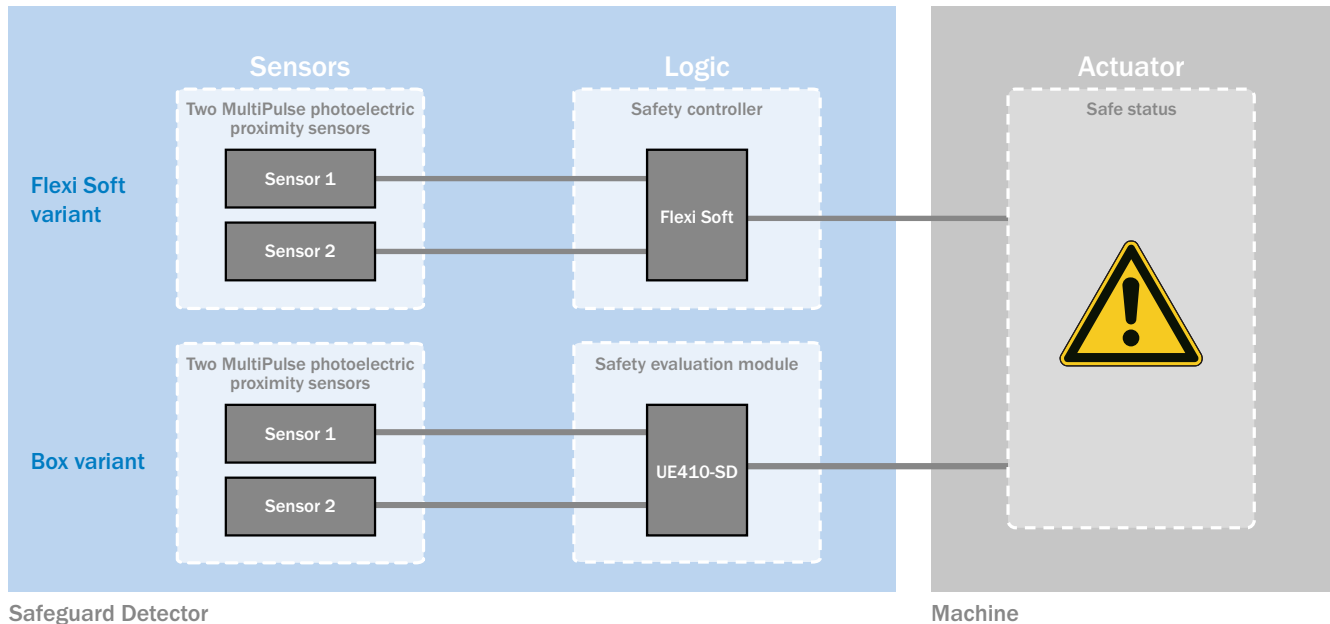 Sensors
Logic
Actuator
Two MultiPulse photoelectric
proximity sensors
Safety controller
Safe status
Flexi Soft
variant
Sensor 1
Sensor 2
Flexi Soft
Two MultiPulse photoelectric
proximity sensors
Safety evaluation module
Box variant
Sensor 1
Sensor 2
UE410-SD
Safeguard Detector
Machine